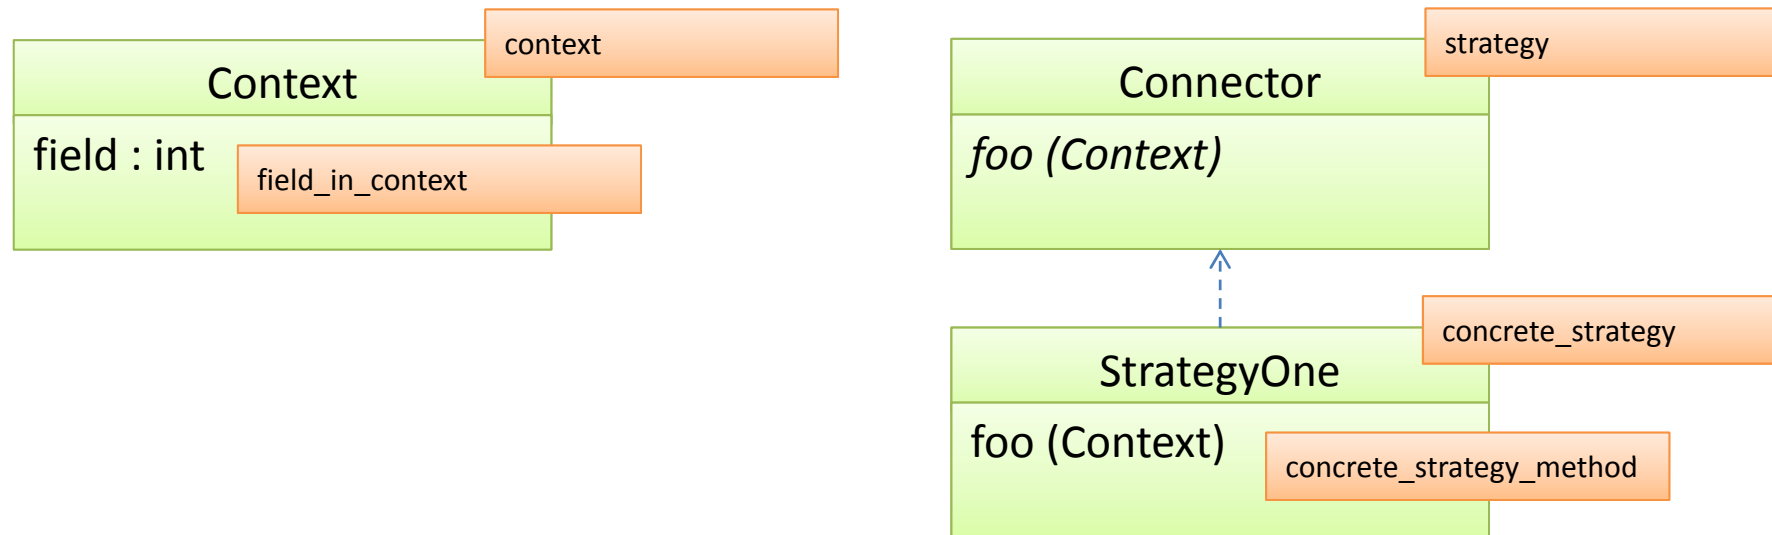 context
Context
field : int
field_in_context
strategy
Connector
foo (Context)
concrete_strategy
StrategyOne
foo (Context)
concrete_strategy_method